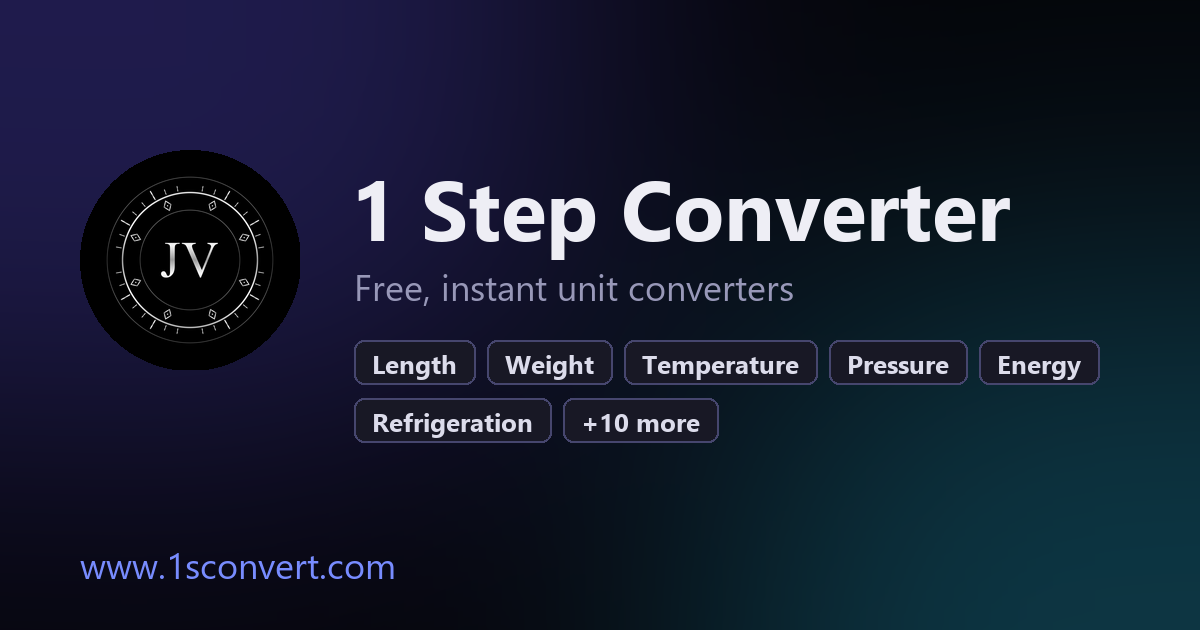 JV
1 Step Converter
Free, instant unit converters
Length Weight Temperature Pressure Energy
Refrigeration +10 more
www.1sconvert.com